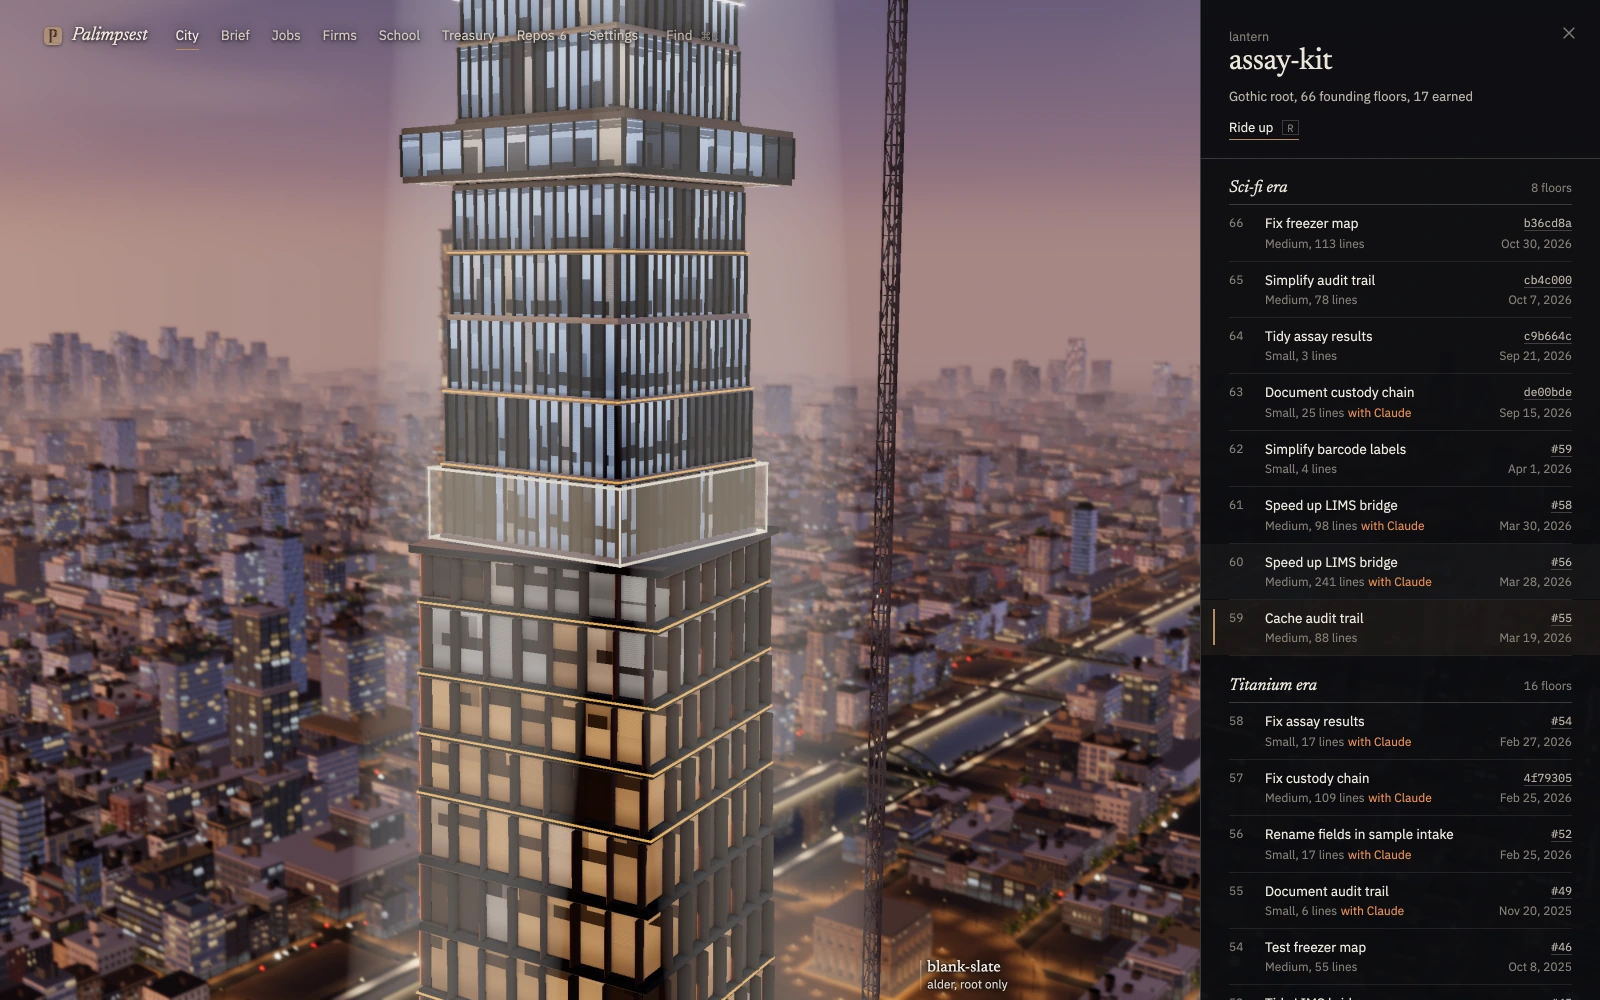 P Palimpsest City Brief Jobs Firms School Treasury Repos 6 Settings Find ⌘
lantern
assay-kit
Gothic root, 66 founding floors, 17 earned
Ride up R
Sci-fi era 8 floors
66 Fix freezer map b36cd8a
Medium, 113 lines Oct 30, 2026
65 Simplify audit trail cb4c000
Medium, 78 lines Oct 7, 2026
64 Tidy assay results c9b664c
Small, 3 lines Sep 21, 2026
63 Document custody chain de00bde
Small, 25 lines with Claude Sep 15, 2026
62 Simplify barcode labels #59
Small, 4 lines Apr 1, 2026
61 Speed up LIMS bridge #58
Medium, 98 lines with Claude Mar 30, 2026
60 Speed up LIMS bridge #56
Medium, 241 lines with Claude Mar 28, 2026
59 Cache audit trail #55
Medium, 88 lines Mar 19, 2026
Titanium era 16 floors
58 Fix assay results #54
Small, 17 lines with Claude Feb 27, 2026
57 Fix custody chain 4f79305
Medium, 109 lines with Claude Feb 25, 2026
56 Rename fields in sample intake #52
Small, 17 lines with Claude Feb 25, 2026
55 Document audit trail #49
Small, 6 lines with Claude Nov 20, 2025
54 Test freezer map #46
Medium, 55 lines Oct 8, 2025
blank-slate
alder, root only